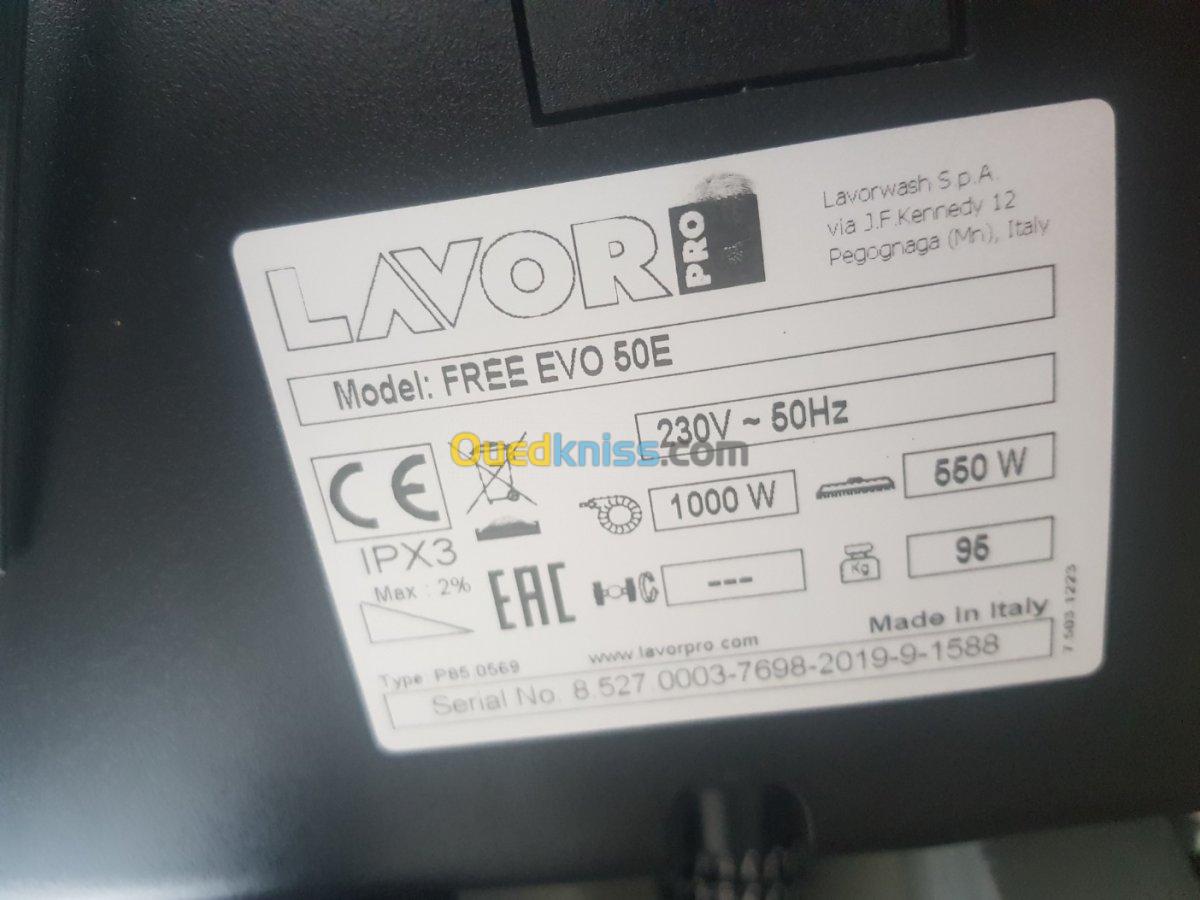 LAVOR PRO
Lavorwash S.p.A.
via J.F.Kennedy 12
Pegognaga (Mn), Italy
Model: FREE EVO 50E
230V ~ 50Hz
Ouedkniss.com
CE
1000 W
550 W
IPX3
Max : 2%
EAC
---
Kg
95
Made in Italy
www.lavorpro.com
Type P85.0569
Serial No. 8.527.0003-7698-2019-9-1588
7.503.1223